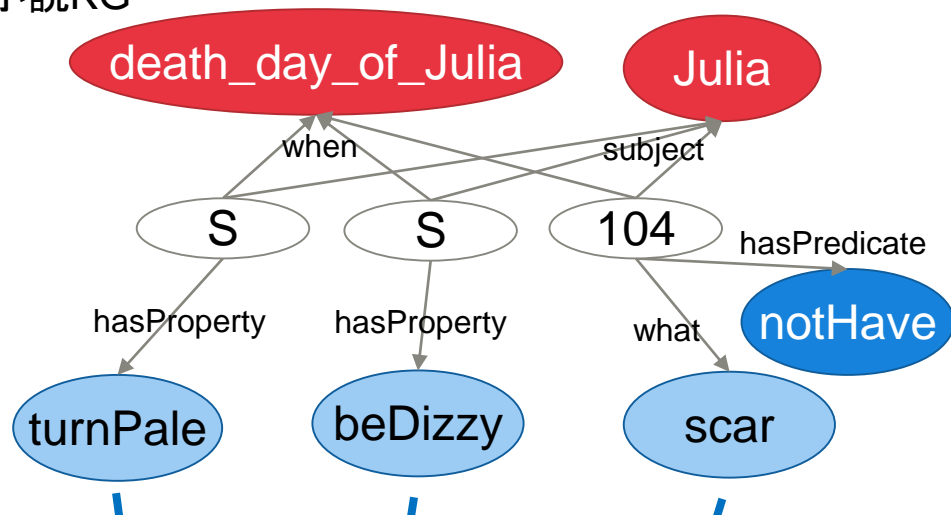 death_day_of_Julia
Julia
when
subject
S
S
104
hasPredicate
hasProperty
hasProperty
what
notHave
turnPale
beDizzy
scar